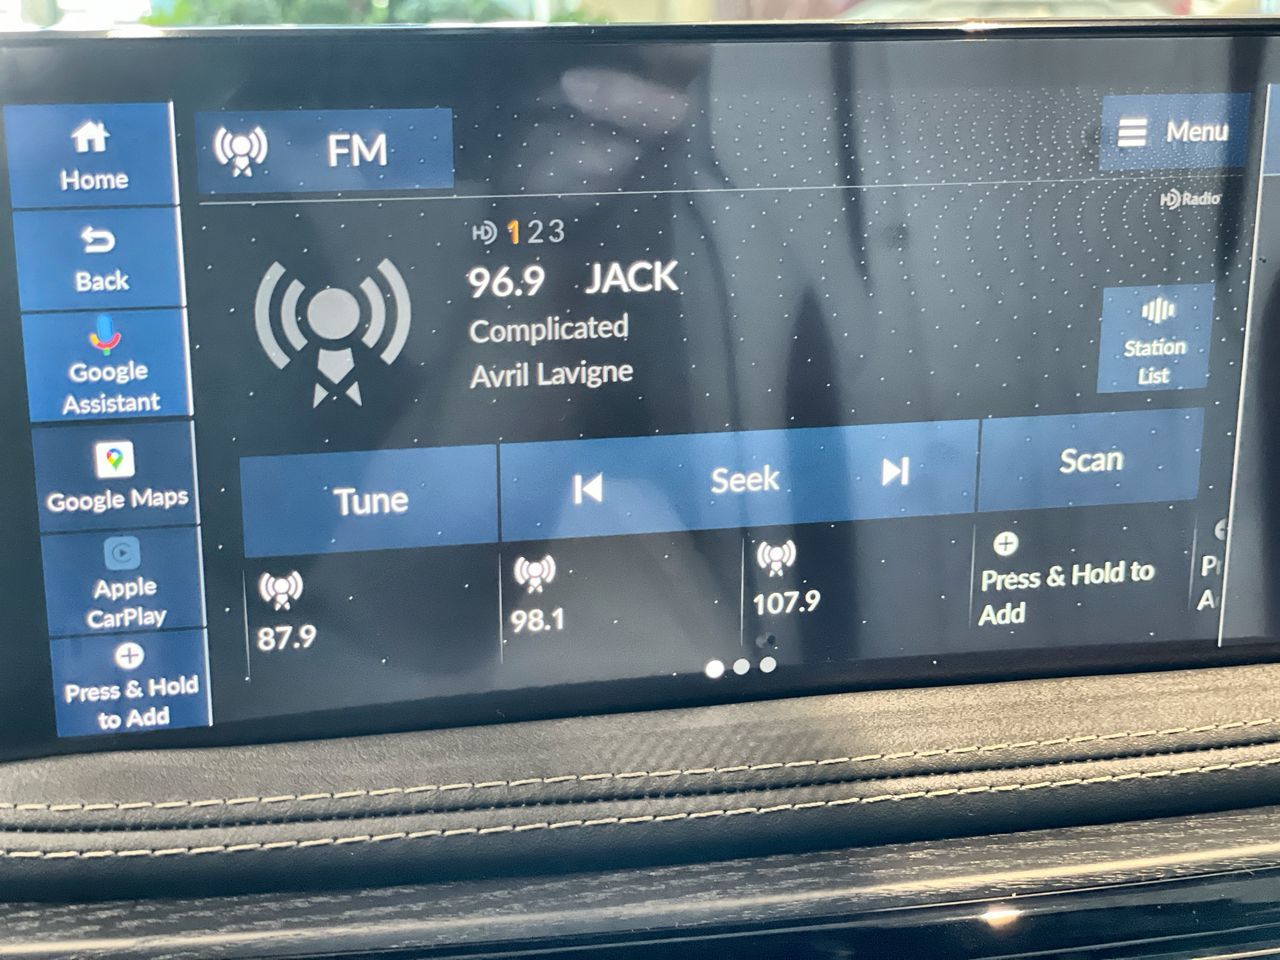 Home
Back
Google
Assistant
Google Maps
Apple
CarPlay
Press & Hold
to Add
FM
Menu
HD Radio
HD 1 2 3
96.9 JACK
Complicated
Avril Lavigne
Station
List
Tune
Seek
Scan
87.9
98.1
107.9
Press & Hold to
Add